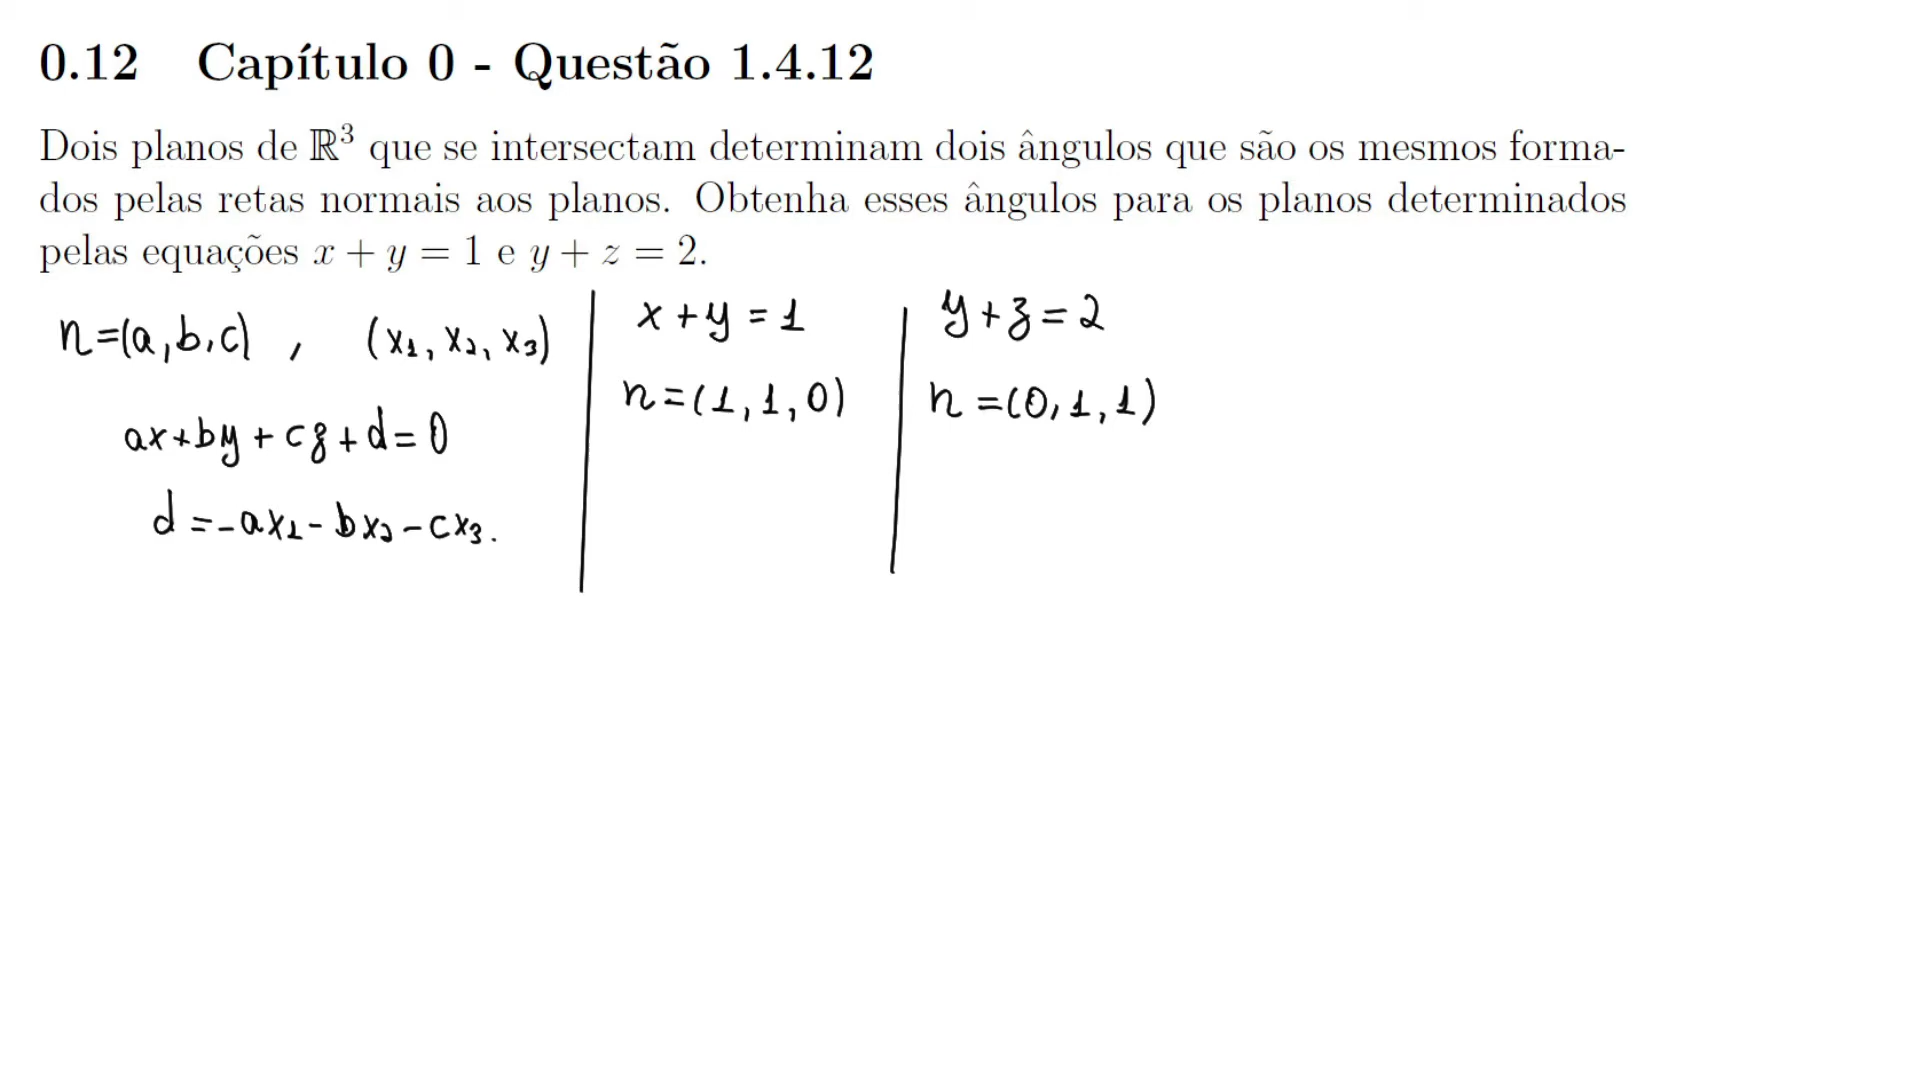 0.12 Capítulo 0 - Questão 1.4.12
Dois planos de ℝ³ que se intersectam determinam dois ângulos que são os mesmos forma-
dos pelas retas normais aos planos. Obtenha esses ângulos para os planos determinados
pelas equações x + y = 1 e y + z = 2.
n=(a,b,c) , (x₁, x₂, x₃)
ax+by+cz+d=0
d=-ax₁-bx₂-cx₃.
x+y=1
n=(1,1,0)
y+z=2
n=(0,1,1)